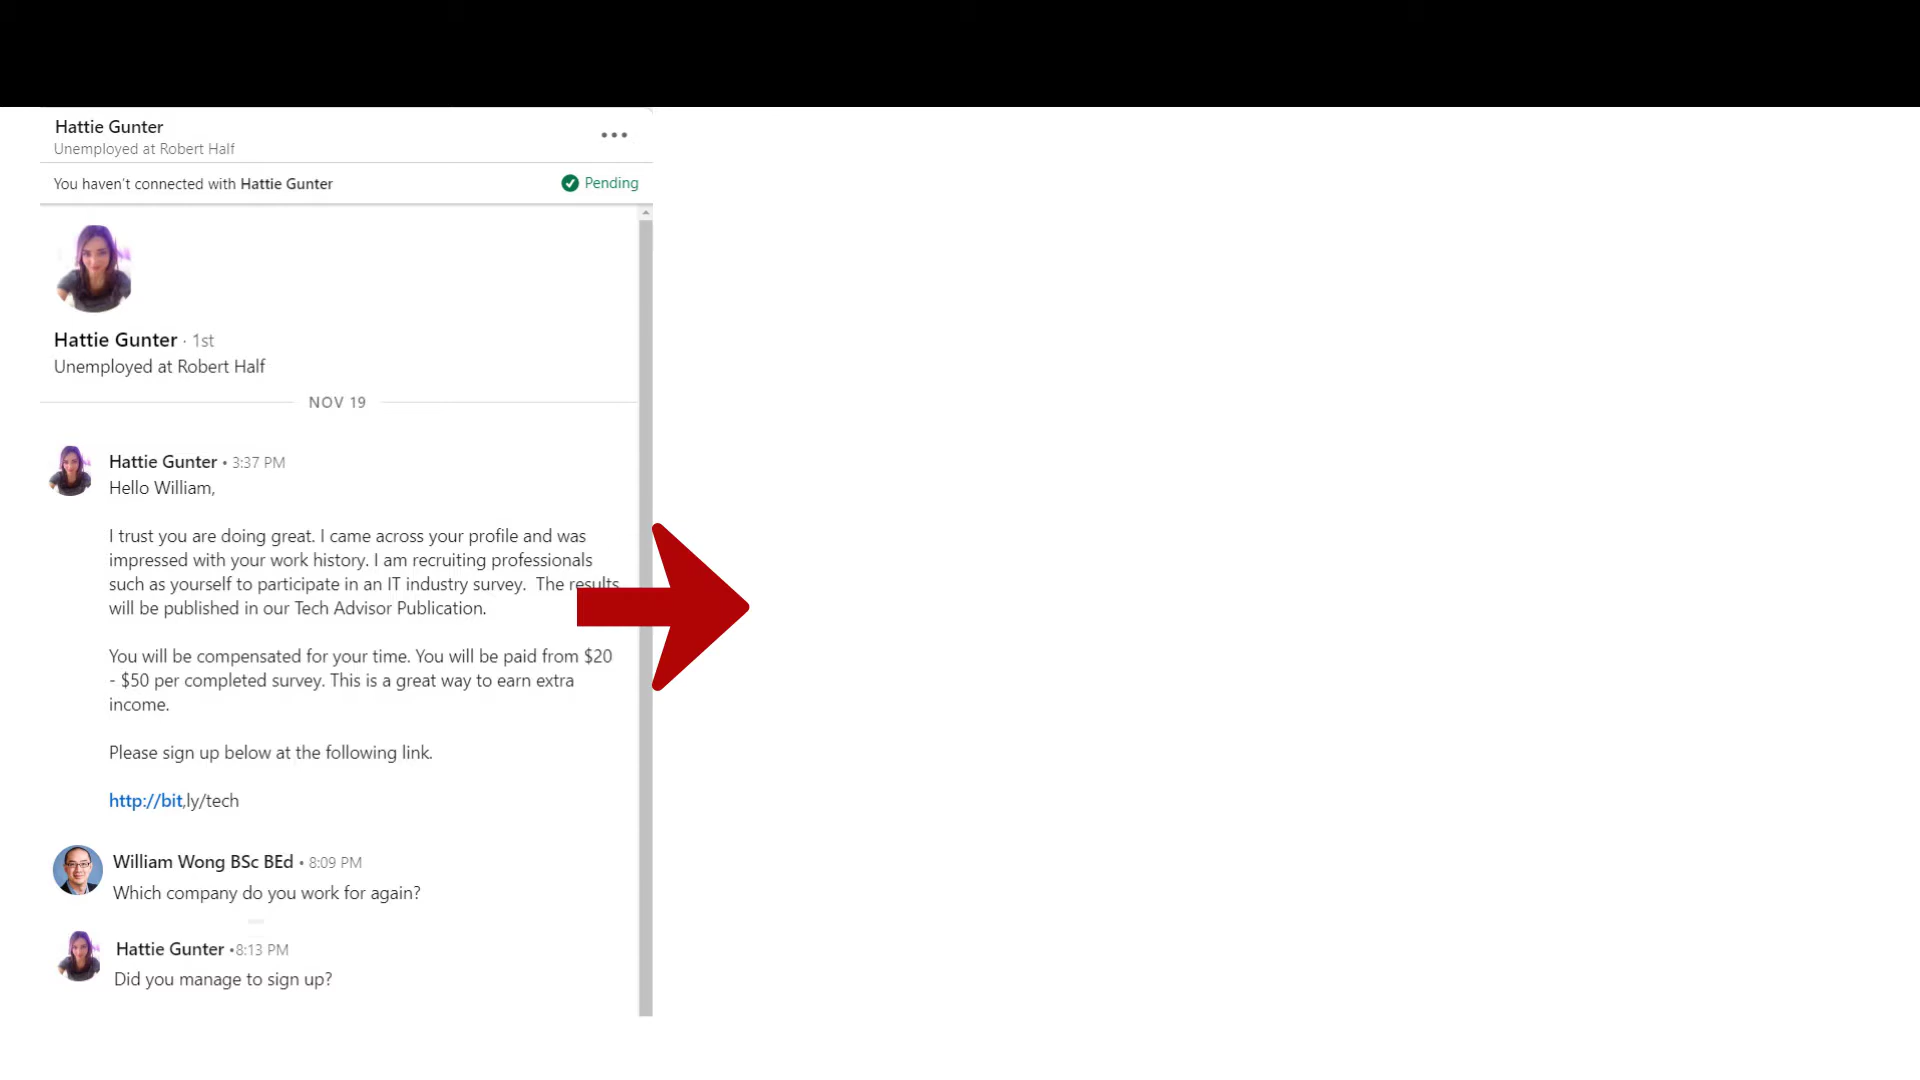 Hattie Gunter
Unemployed at Robert Half
You haven't connected with Hattie Gunter
Pending
Hattie Gunter · 1st
Unemployed at Robert Half
NOV 19
Hattie Gunter • 3:37 PM
Hello William,
I trust you are doing great. I came across your profile and was
impressed with your work history. I am recruiting professionals
such as yourself to participate in an IT industry survey.  The results
will be published in our Tech Advisor Publication.
You will be compensated for your time. You will be paid from $20
- $50 per completed survey. This is a great way to earn extra
income.
Please sign up below at the following link.
http://bit,ly/tech
William Wong BSc BEd • 8:09 PM
Which company do you work for again?
Hattie Gunter •8:13 PM
Did you manage to sign up?